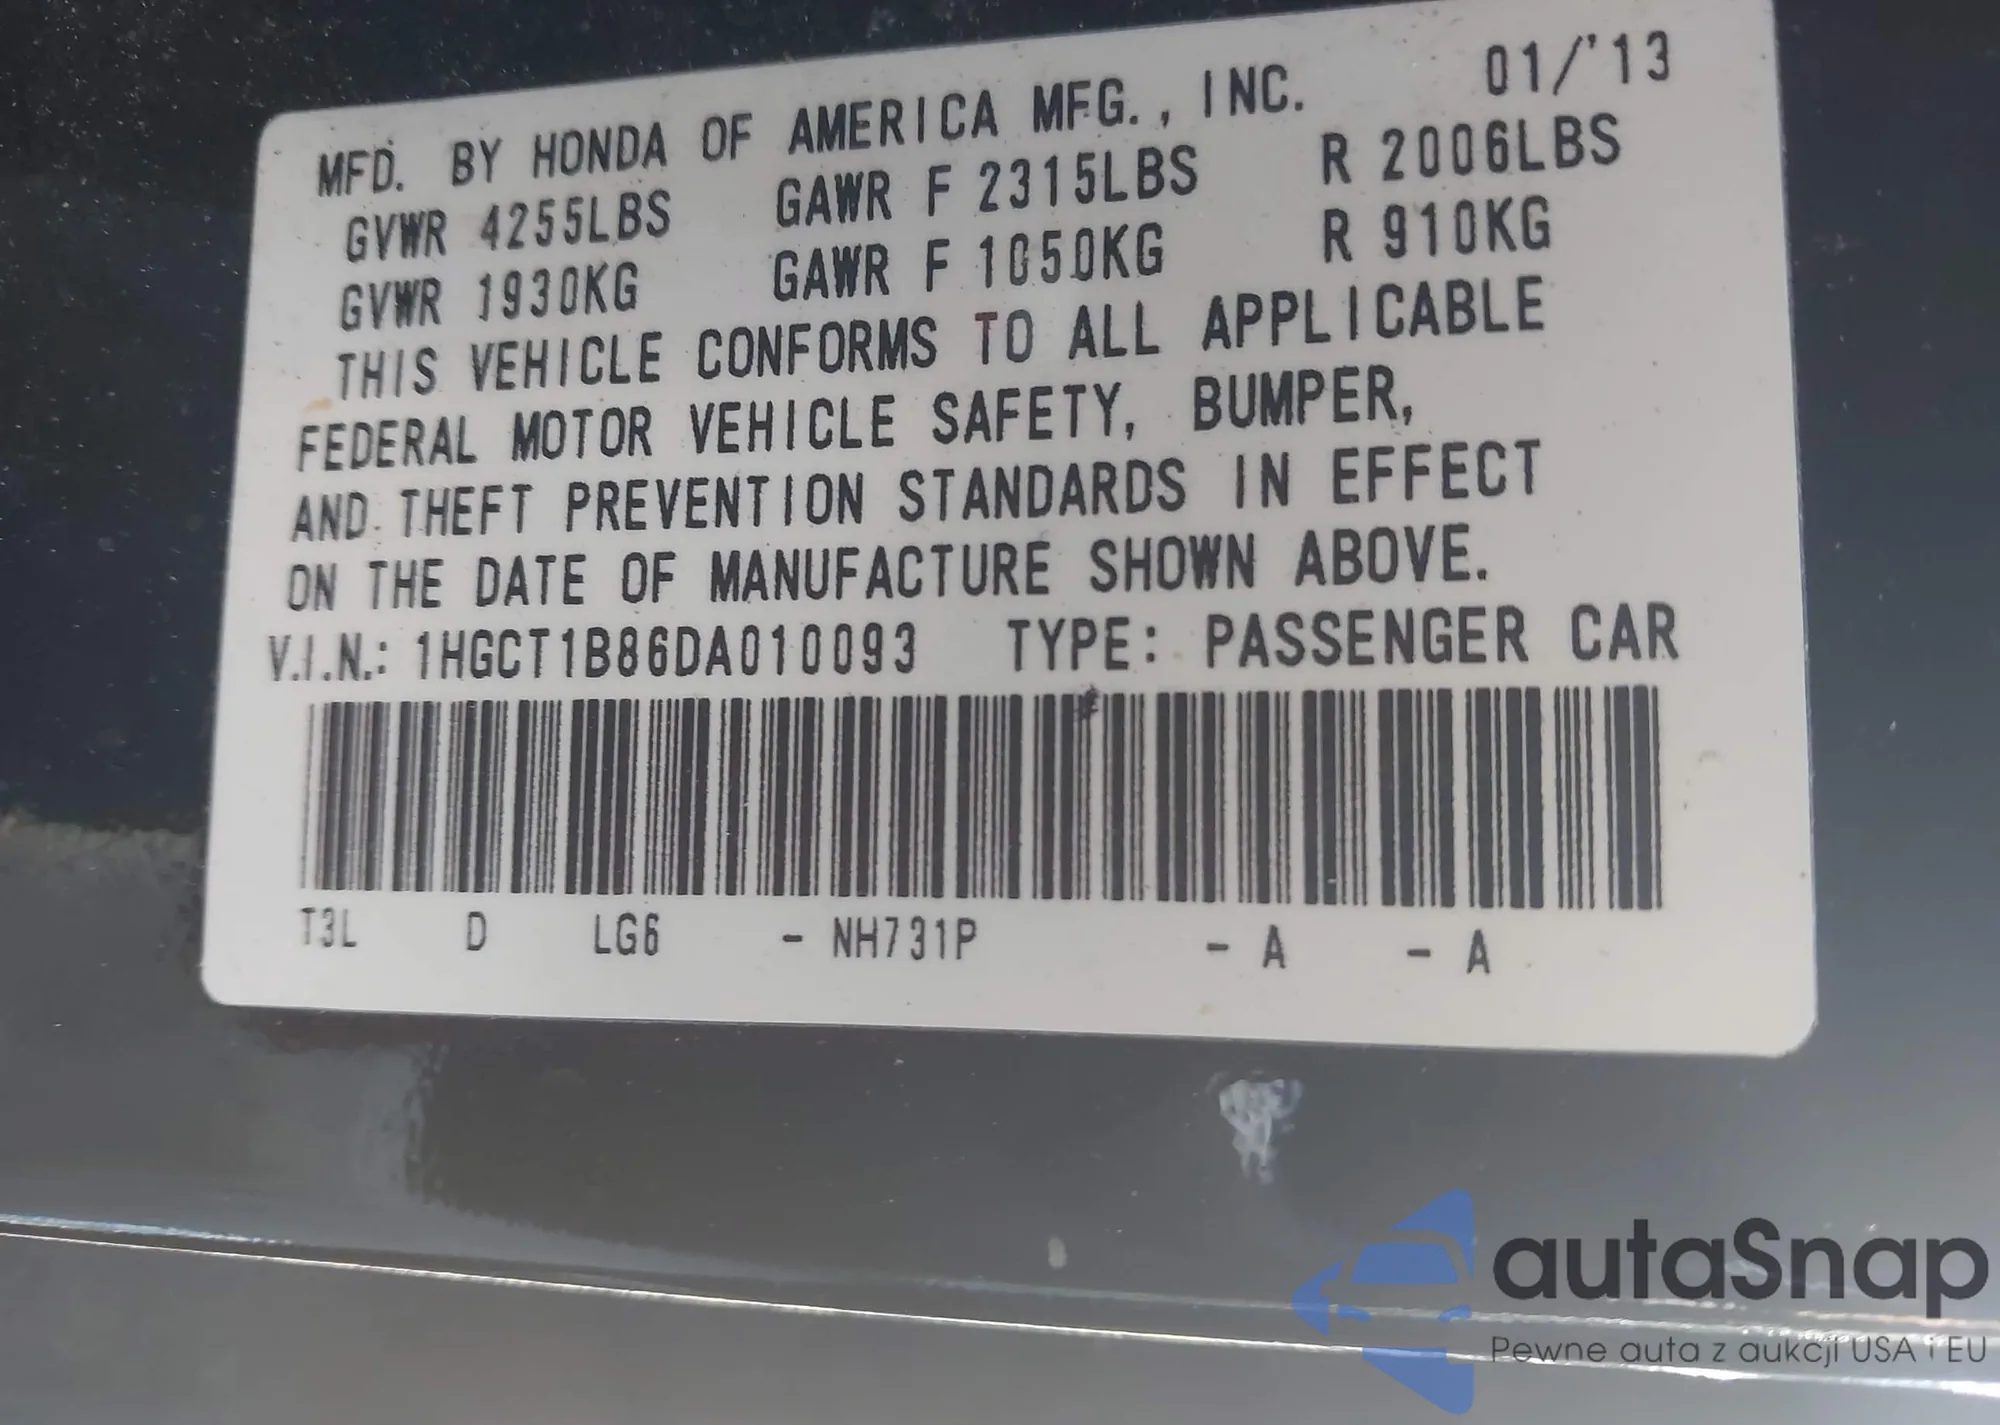 MFD. BY HONDA OF AMERICA MFG., INC. 01/'13
GVWR 4255LBS GAWR F 2315LBS R 2006LBS
GVWR 1930KG GAWR F 1050KG R 910KG
THIS VEHICLE CONFORMS TO ALL APPLICABLE
FEDERAL MOTOR VEHICLE SAFETY, BUMPER,
AND THEFT PREVENTION STANDARDS IN EFFECT
ON THE DATE OF MANUFACTURE SHOWN ABOVE.
V.I.N.: 1HGCT1B86DA010093 TYPE: PASSENGER CAR
T3L D LG6 - NH731P - A - A
autaSnap
Pewne auta z aukcji USA i EU